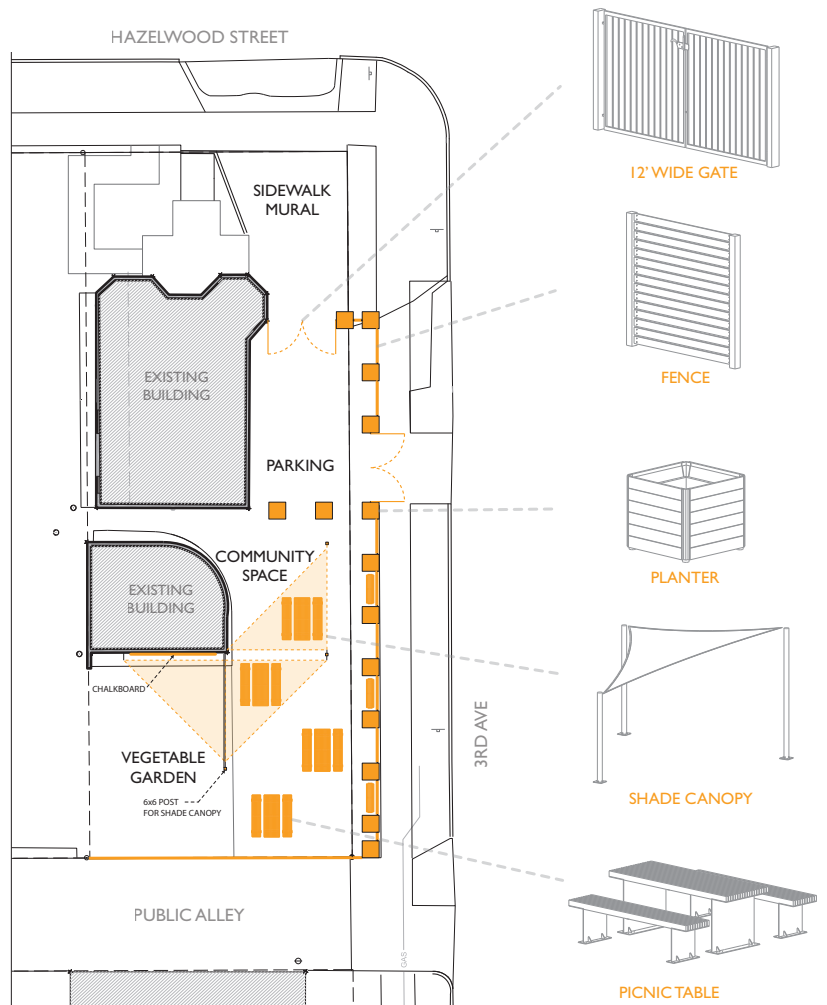 HAZELWOOD STREET
12' WIDE GATE
SIDEWALK
MURAL
FENCE
EXISTING
BUILDING
PARKING
COMMUNITY
SPACE
PLANTER
EXISTING
BUILDING
CHALKBOARD
3RD AVE
VEGETABLE
GARDEN
6x6 POST
FOR SHADE CANOPY
SHADE CANOPY
PUBLIC ALLEY
GAS
PICNIC TABLE